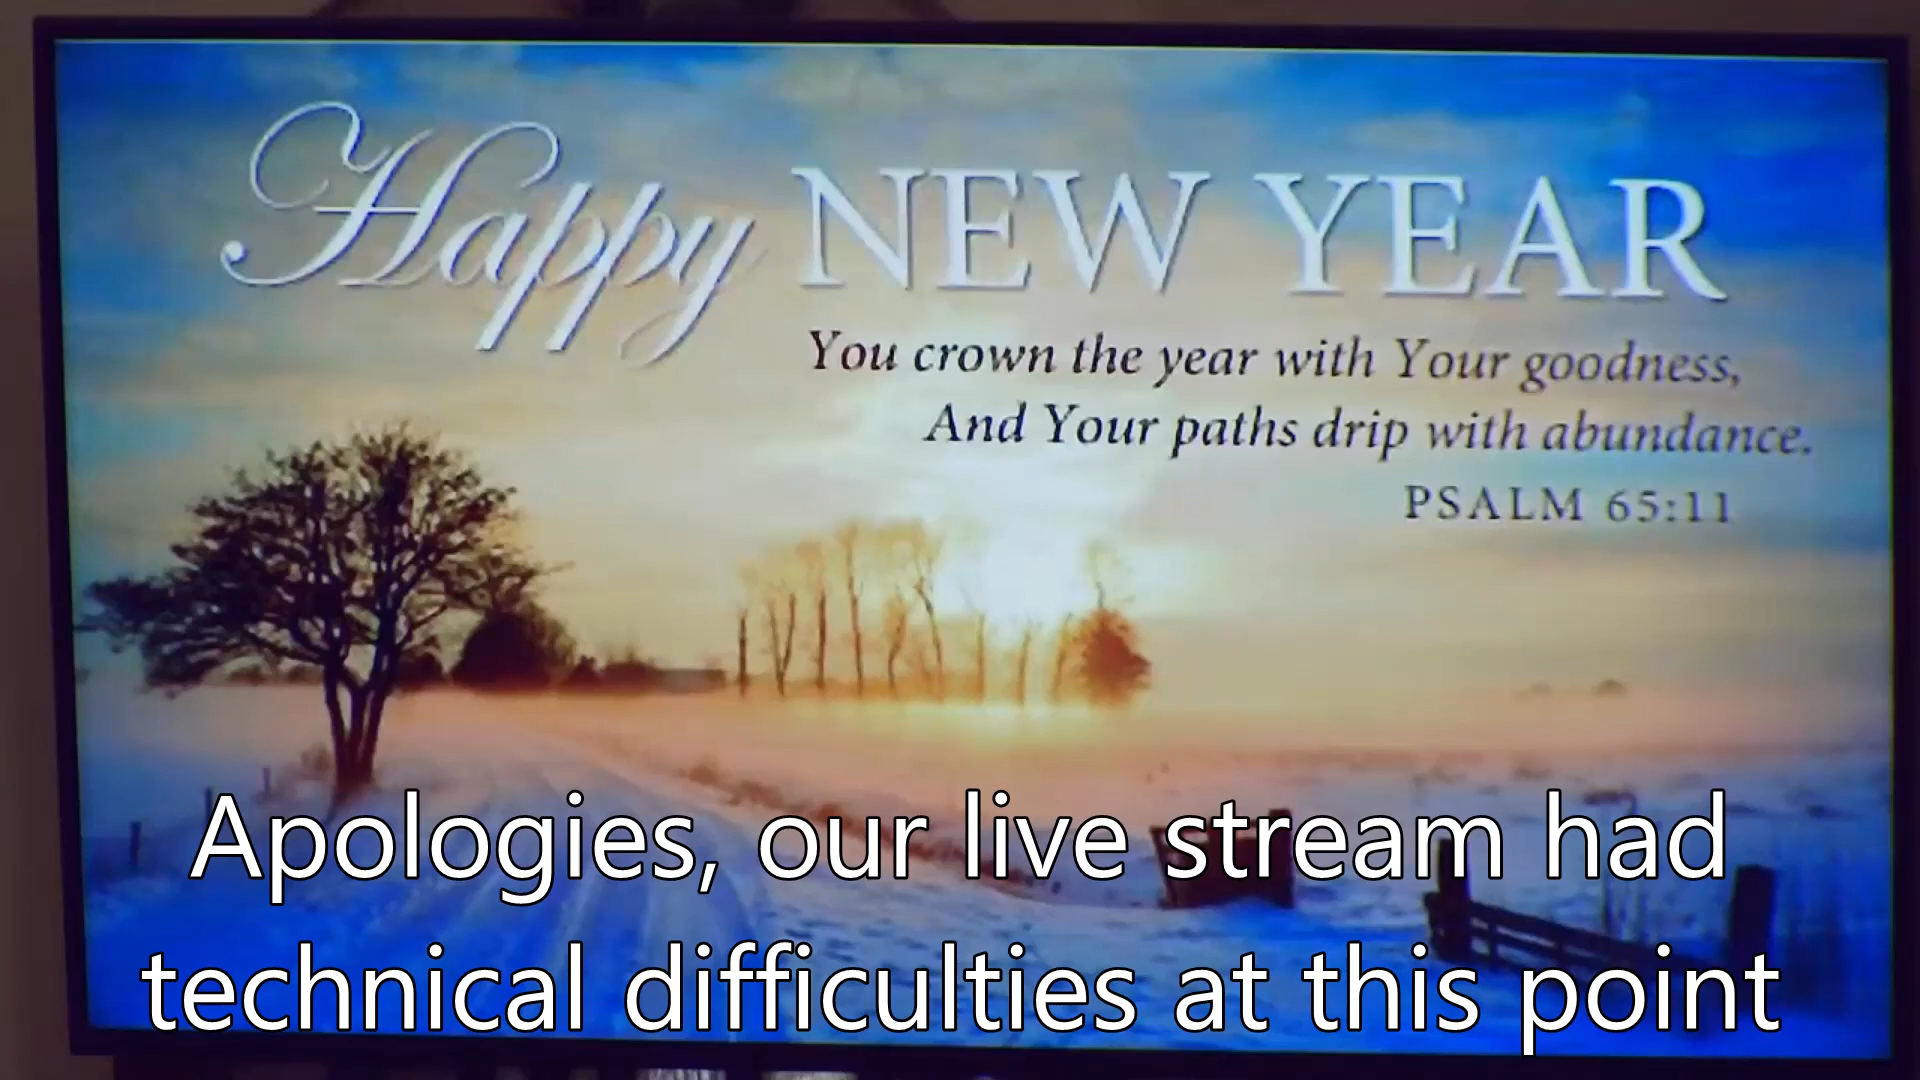 Happy NEW YEAR
You crown the year with Your goodness,
And Your paths drip with abundance.
PSALM 65:11
Apologies, our live stream had
technical difficulties at this point